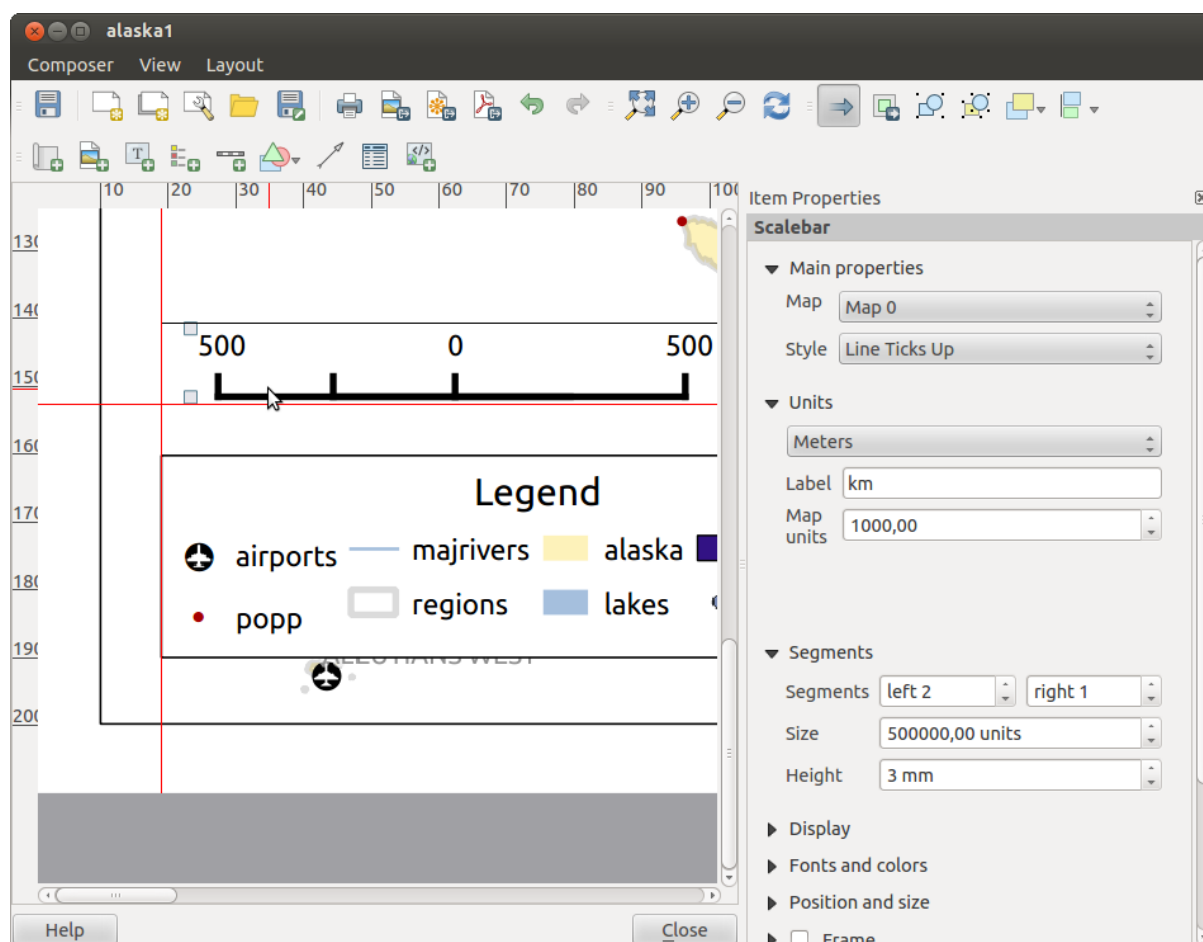 alaska1
Composer View Layout
10 20 30 40 50 60 70 80 90 100
Item Properties
Scalebar
Main properties
Map Map 0
Style Line Ticks Up
Units
Meters
Label km
Map units 1000,00
Segments
Segments left 2 right 1
Size 500000,00 units
Height 3 mm
Display
Fonts and colors
Position and size
Frame
130
140
150
160
170
180
190
200
500 0 500
Legend
airports majrivers alaska
popp regions lakes
ALEUTIANS WEST
Help Close